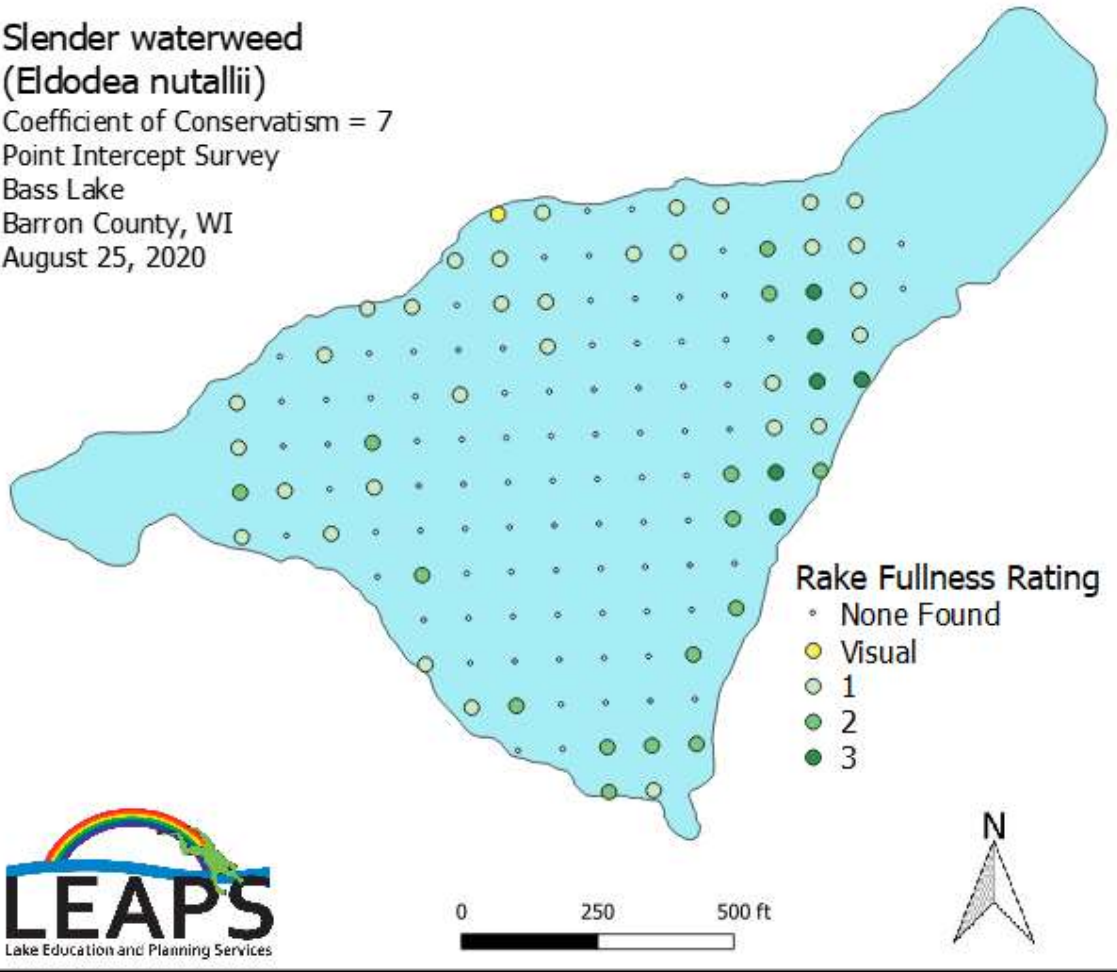 Slender waterweed
(Eldodea nutallii)
Coefficient of Conservatism = 7
Point Intercept Survey
Bass Lake
Barron County, WI
August 25, 2020
Rake Fullness Rating
None Found
Visual
1
2
3
LEAPS
Lake Education and Planning Services
0 250 500 ft
N